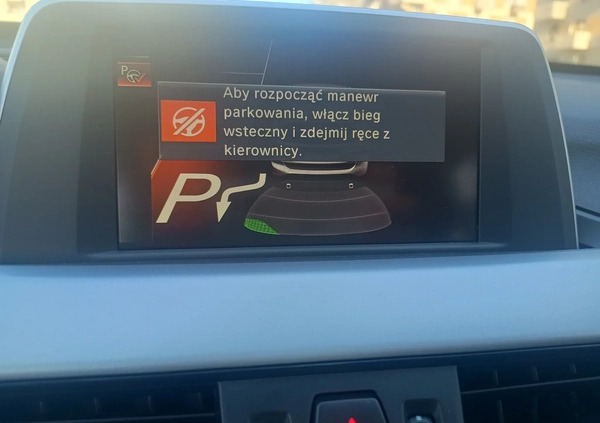 P
Aby rozpocząć manewr
parkowania, włącz bieg
wsteczny i zdejmij ręce z
kierownicy.
P